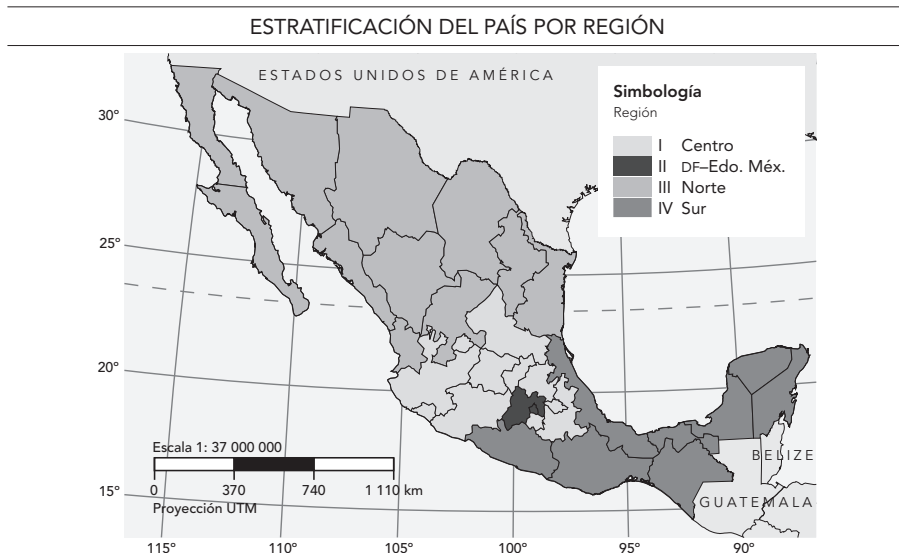 ESTRATIFICACIÓN DEL PAÍS POR REGIÓN
ESTADOS UNIDOS DE AMÉRICA
Simbología
Región
I Centro
II DF–Edo. Méx.
III Norte
IV Sur
30°
25°
20°
15°
Escala 1: 37 000 000
0 370 740 1 110 km
Proyección UTM
BELIZE
GUATEMALA
115° 110° 105° 100° 95° 90°